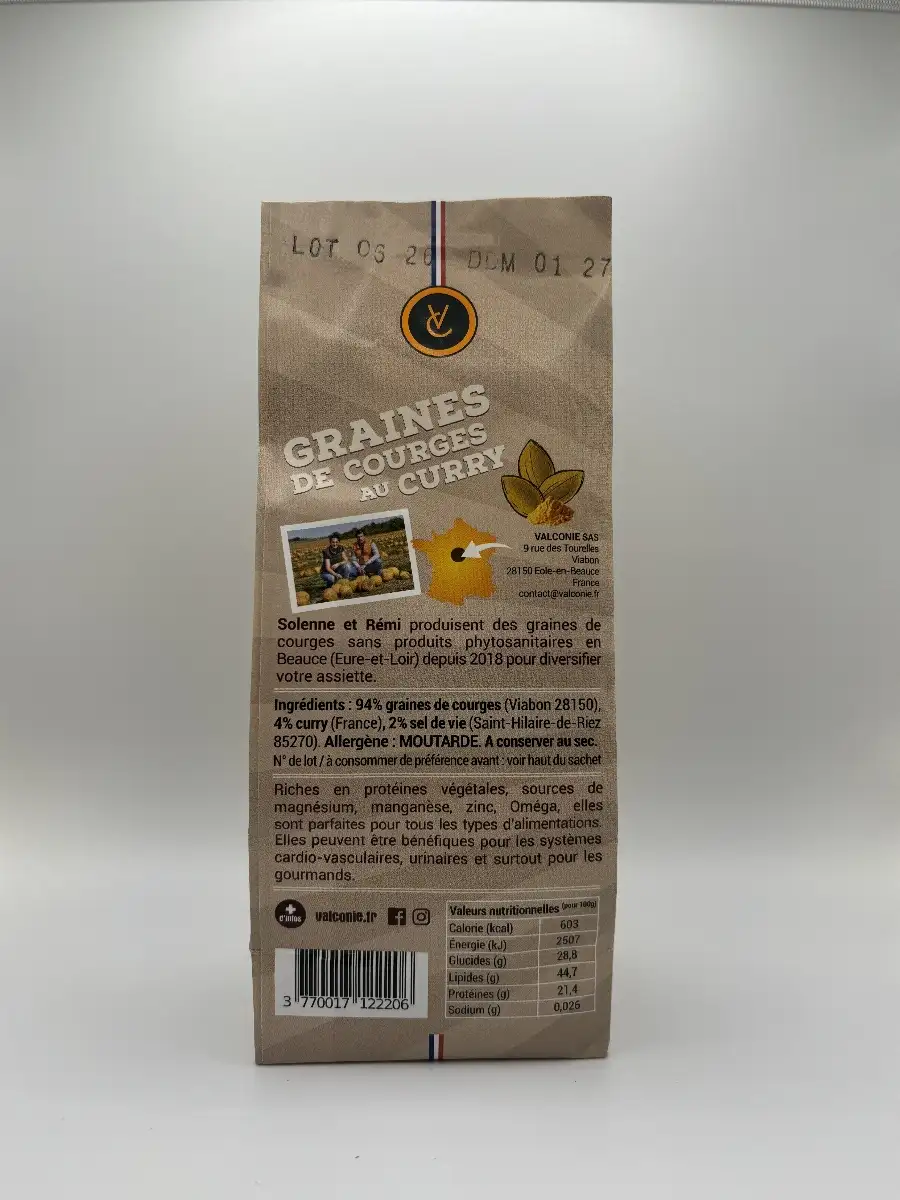 LOT 06 26 DDM 01 27
VC
GRAINES
DE COURGES
AU CURRY
VALCONIE SAS
9 rue des Tourelles
Viabon
28150 Eole-en-Beauce
France
contact@valconie.fr
Solenne et Rémi produisent des graines de
courges sans produits phytosanitaires en
Beauce (Eure-et-Loir) depuis 2018 pour diversifier
votre assiette.
Ingrédients : 94% graines de courges (Viabon 28150),
4% curry (France), 2% sel de vie (Saint-Hilaire-de-Riez
85270). Allergène : MOUTARDE. A conserver au sec.
N° de lot / à consommer de préférence avant : voir haut du sachet
Riches en protéines végétales, sources de
magnésium, manganèse, zinc, Oméga, elles
sont parfaites pour tous les types d'alimentations.
Elles peuvent être bénéfiques pour les systèmes
cardio-vasculaires, urinaires et surtout pour les
gourmands.
+ d'infos valconie.fr
Valeurs nutritionnelles (pour 100g)
Calorie (kcal) 603
Énergie (kJ) 2507
Glucides (g) 28,8
Lipides (g) 44,7
Protéines (g) 21,4
Sodium (g) 0,026
3 770017 122206